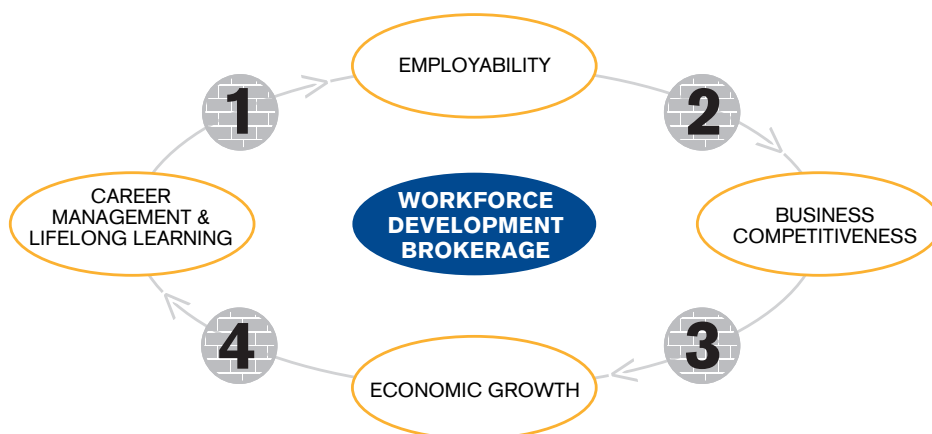 EMPLOYABILITY
1
2
CAREER
MANAGEMENT &
LIFELONG LEARNING
WORKFORCE
DEVELOPMENT
BROKERAGE
BUSINESS
COMPETITIVENESS
4
3
ECONOMIC GROWTH